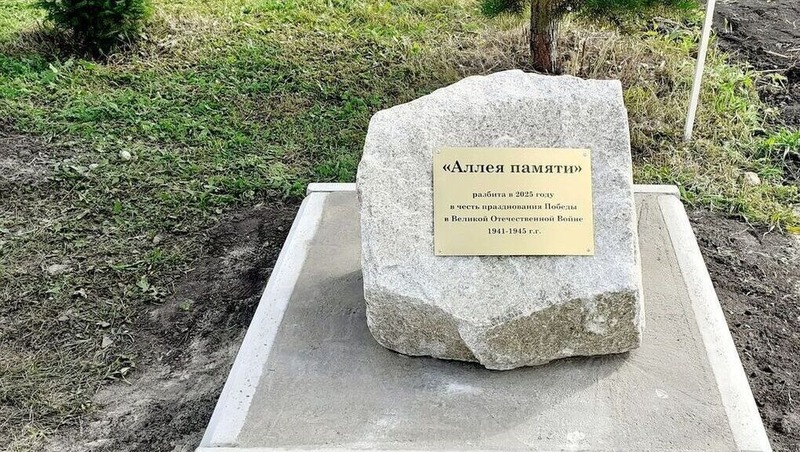 «Аллея памяти»
разбита в 2025 году
в честь празднования Победы
в Великой Отечественной Войне
1941-1945 г.г.